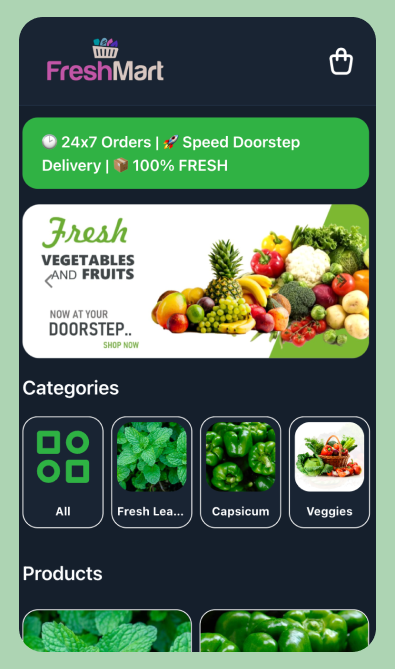 FreshMart
🕑 24x7 Orders | 🚀 Speed Doorstep
Delivery | 📦 100% FRESH
Fresh
VEGETABLES
AND FRUITS
NOW AT YOUR
DOORSTEP..
SHOP NOW
Categories
All
Fresh Lea...
Capsicum
Veggies
Products